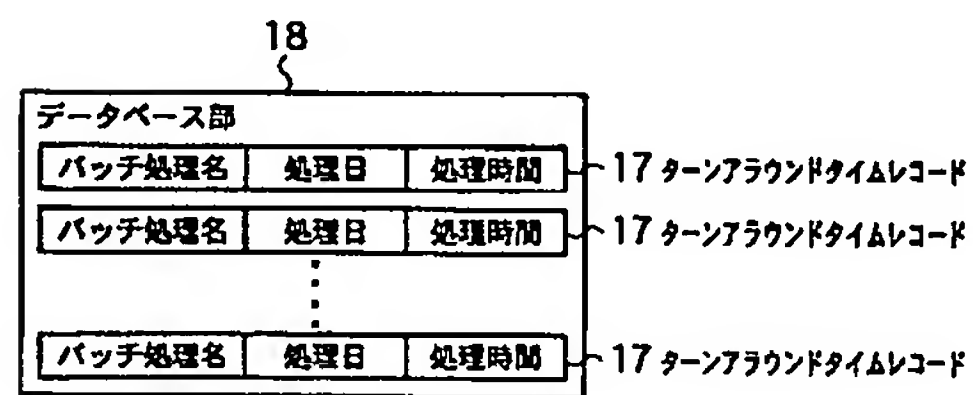 18
データベース部
バッチ処理名 処理日 処理時間 17 ターンアラウンドタイムレコード
バッチ処理名 処理日 処理時間 17 ターンアラウンドタイムレコード
バッチ処理名 処理日 処理時間 17 ターンアラウンドタイムレコード